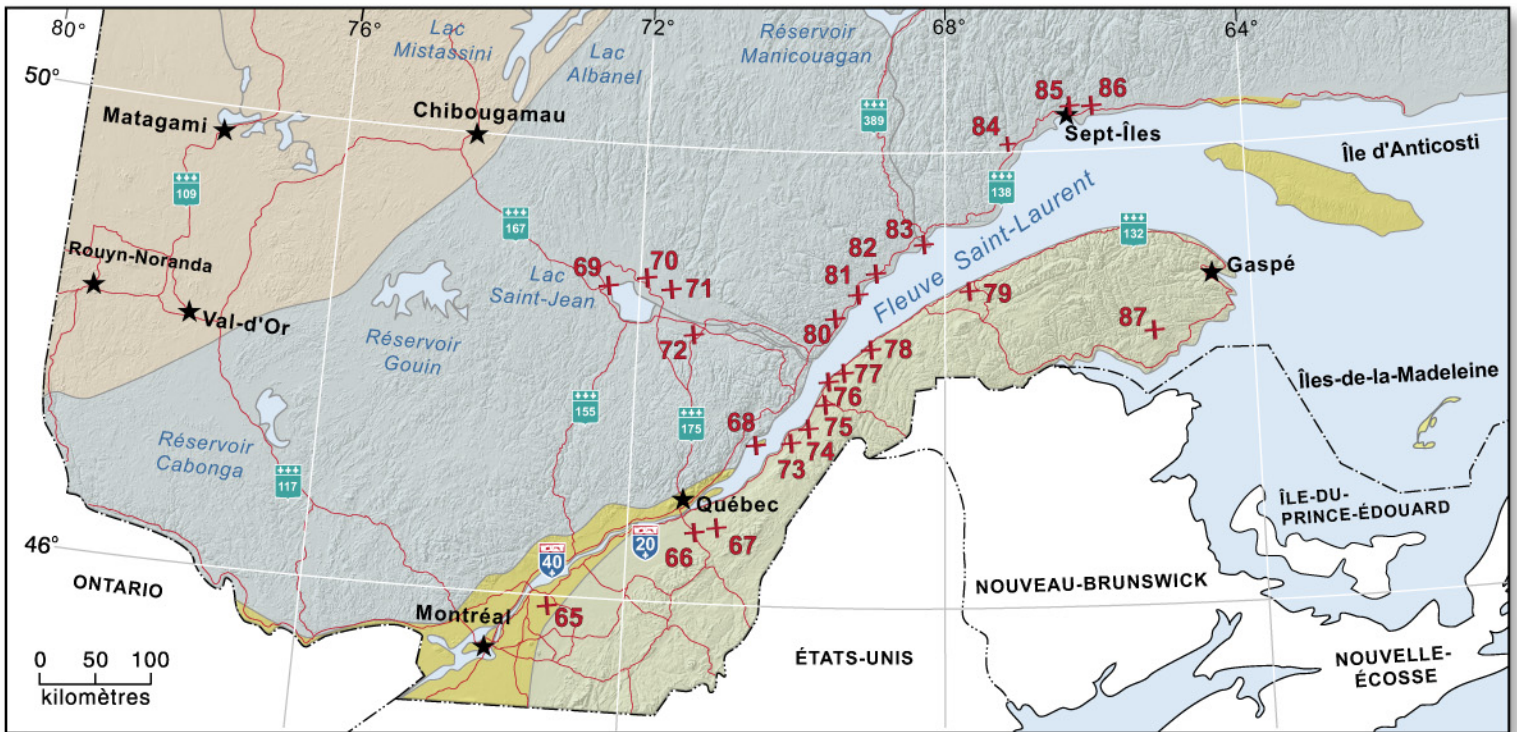 80°
76°
72°
68°
64°
50°
46°
Lac
Mistassini
Lac
Albanel
Réservoir
Manicouagan
Matagami
Chibougamau
389
85
86
Sept-Îles
84
138
Île d'Anticosti
109
167
Rouyn-Noranda
Val-d'Or
69
70
71
Lac
Saint-Jean
72
83
82
81
80
Fleuve Saint-Laurent
132
Gaspé
79
87
Réservoir
Gouin
78
77
76
75
74
73
68
155
175
Îles-de-la-Madeleine
Réservoir
Cabonga
117
Québec
20
40
66
67
65
Montréal
ONTARIO
ÉTATS-UNIS
NOUVEAU-BRUNSWICK
ÎLE-DU-
PRINCE-ÉDOUARD
NOUVELLE-
ÉCOSSE
0 50 100
kilomètres